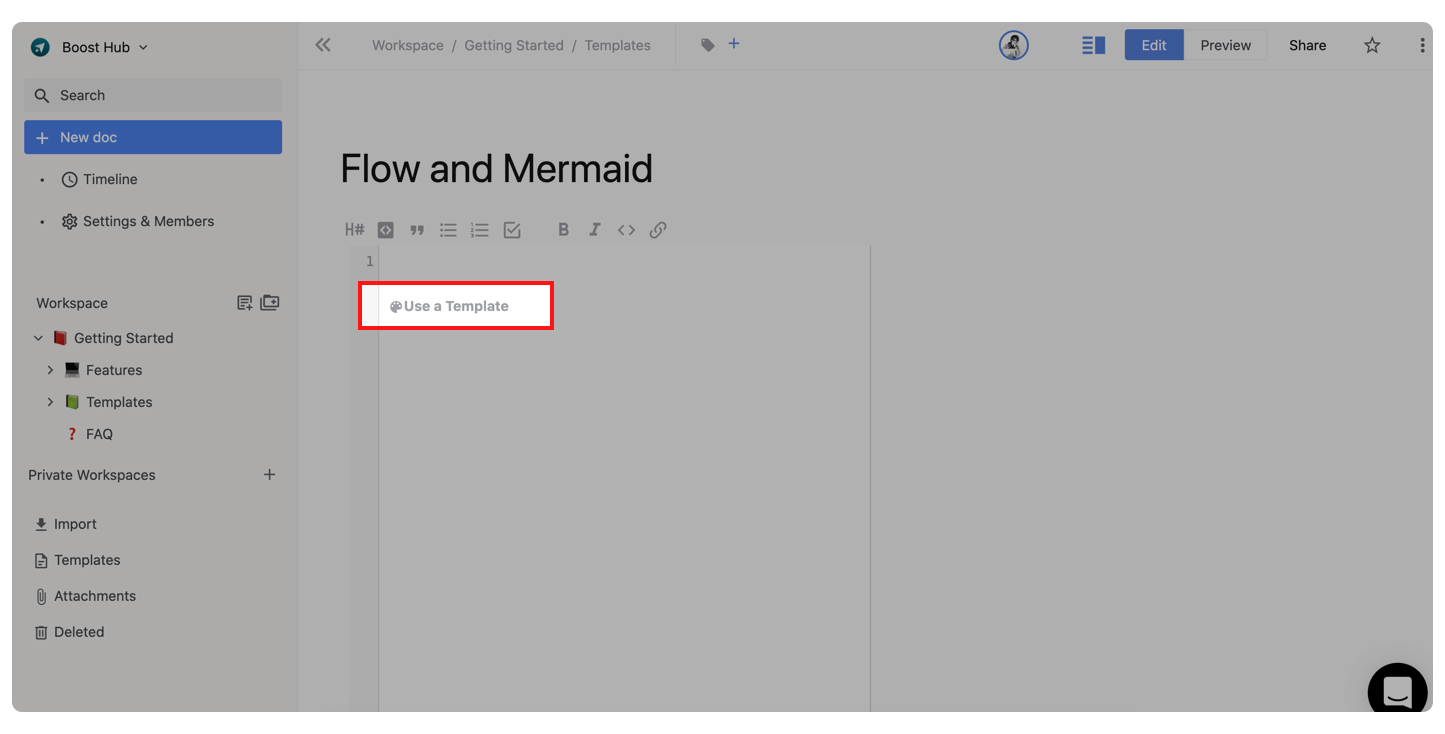 Boost Hub
Search
New doc
Timeline
Settings & Members
Workspace
Getting Started
Features
Templates
FAQ
Private Workspaces
Import
Templates
Attachments
Deleted
Workspace / Getting Started / Templates
Edit Preview Share
Flow and Mermaid
H# B I
1
Use a Template